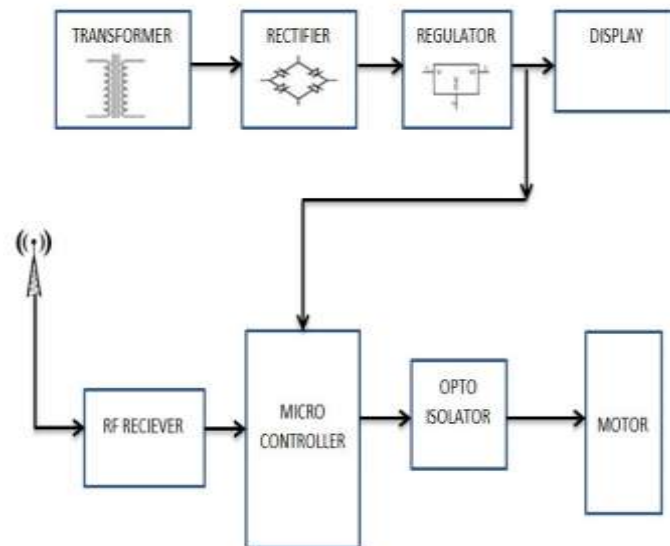 TRANSFORMER
RECTIFIER
REGULATOR
DISPLAY
RF RECIEVER
MICRO
CONTROLLER
OPTO
ISOLATOR
MOTOR